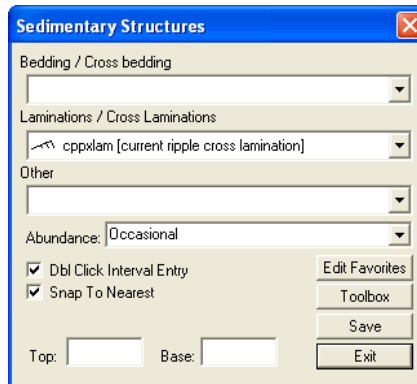 Sedimentary Structures
Bedding / Cross bedding
Laminations / Cross Laminations
cppxlam [current ripple cross lamination]
Other
Abundance: Occasional
Dbl Click Interval Entry
Edit Favorites
Snap To Nearest
Toolbox
Save
Top:
Base:
Exit